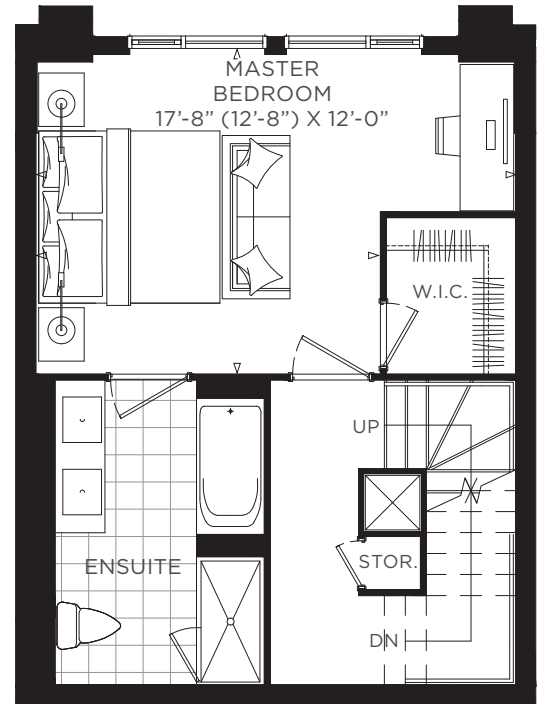 MASTER
BEDROOM
17'-8” (12'-8”) X 12'-0”
W.I.C.
UP
ENSUITE
STOR.
DN